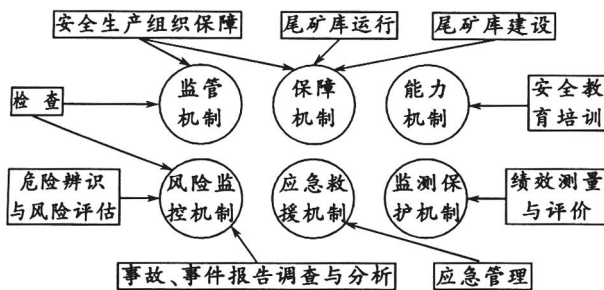 安全生产组织保障
尾矿库运行
尾矿库建设
监管
机制
保障
机制
能力
机制
检查
安全教
育培训
危险辨识
与风险评估
风险监
控机制
应急救
援机制
监测保
护机制
绩效测量
与评价
事故、事件报告调查与分析
应急管理